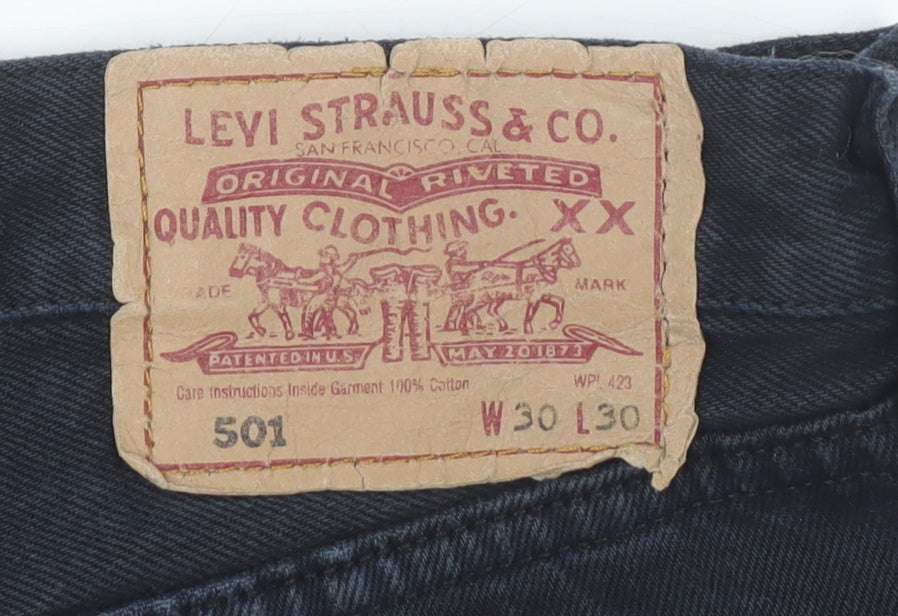 LEVI STRAUSS & CO.
SAN FRANCISCO. CAL
ORIGINAL RIVETED
QUALITY CLOTHING. XX
MARK
PATENTED IN U.S. MAY 20 1873
Care Instructions Inside Garment 100% Cotton WPL 423
501 W 30 L 30